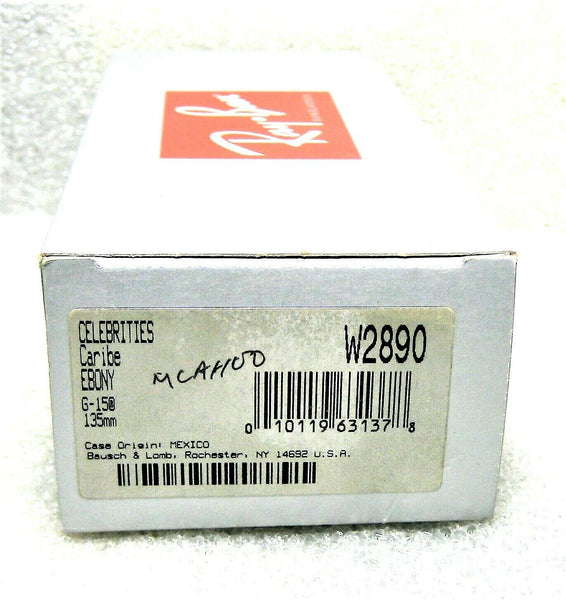 Ray-Ban
CELEBRITIES
Caribe
EBONY
G-15®
135mm
W2890
0 10119 63137 8
Case Origin: MEXICO
Bausch & Lomb, Rochester, NY 14692 U.S.A.